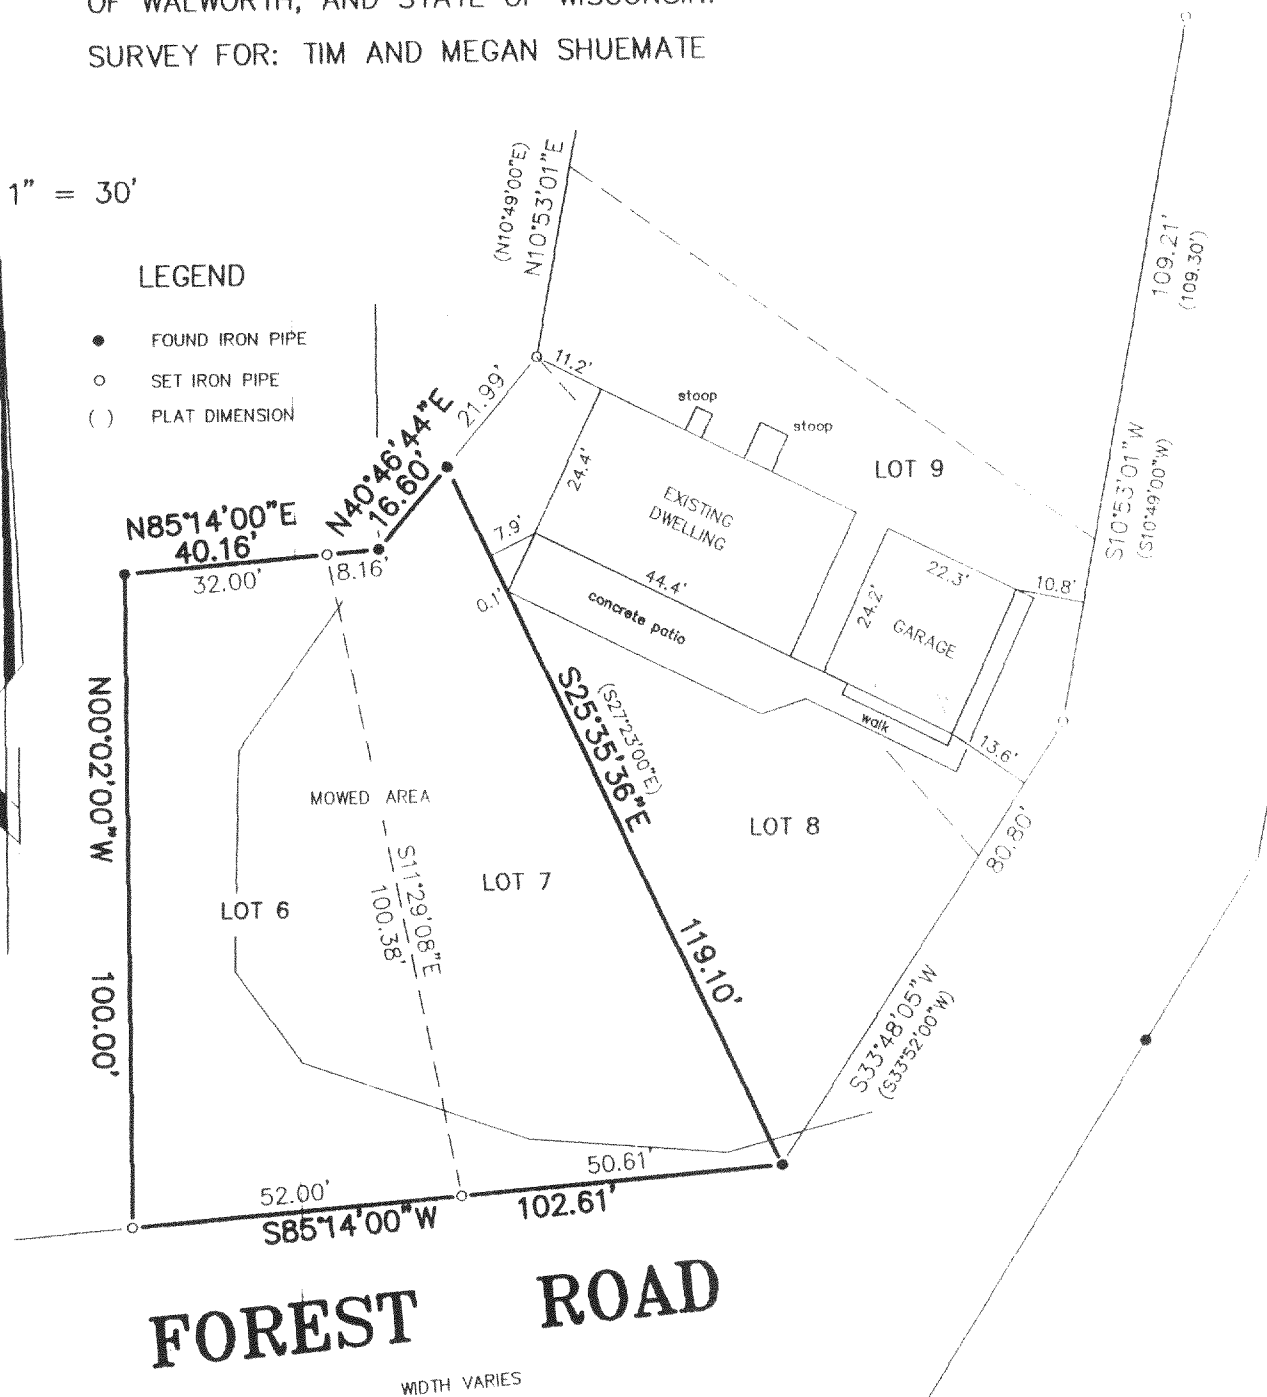 OF WALWORTH, AND STATE OF WISCONSIN.
SURVEY FOR: TIM AND MEGAN SHUEMATE
1" = 30'
LEGEND
FOUND IRON PIPE
SET IRON PIPE
( ) PLAT DIMENSION
(N10°49'00"E)
N10°53'01"E
109.21'
(109.30')
S10°53'01"W
(S10°49'00"W)
21.99'
11.2'
stoop
stoop
LOT 9
24.4'
EXISTING
DWELLING
N40°46'44"E
16.60'
N85°14'00"E
40.16'
32.00'
8.16'
7.9'
0.1'
44.4'
concrete patio
22.3'
24.2'
GARAGE
10.8'
walk
13.6'
N00°02'00"W
100.00'
(S27°23'00"E)
S25°35'36"E
119.10'
MOWED AREA
LOT 6
S11°29'08"E
100.38'
LOT 7
LOT 8
80.80'
S33°48'05"W
(S33°52'00"W)
50.61'
52.00'
S85°14'00"W
102.61'
FOREST ROAD
WIDTH VARIES